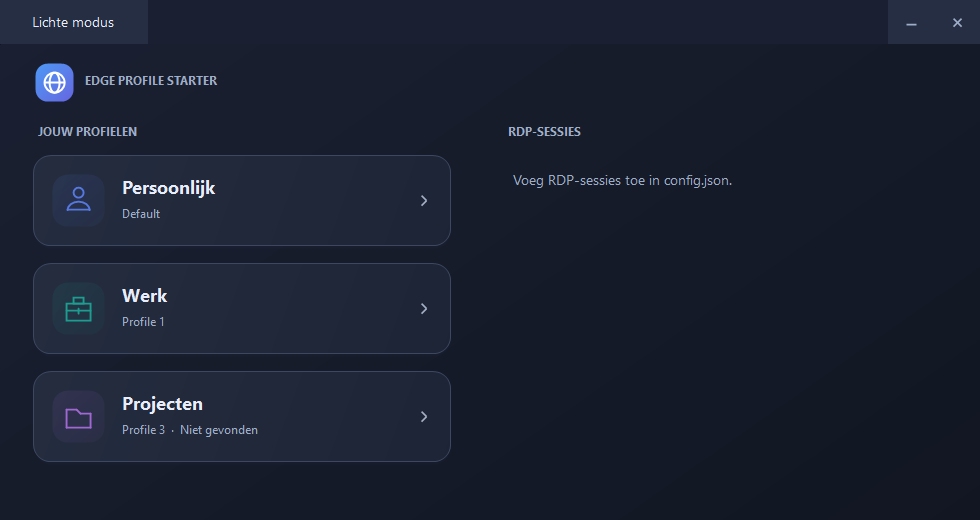 Lichte modus
EDGE PROFILE STARTER
JOUW PROFIELEN
Persoonlijk
Default
Werk
Profile 1
Projecten
Profile 3 · Niet gevonden
RDP-SESSIES
Voeg RDP-sessies toe in config.json.